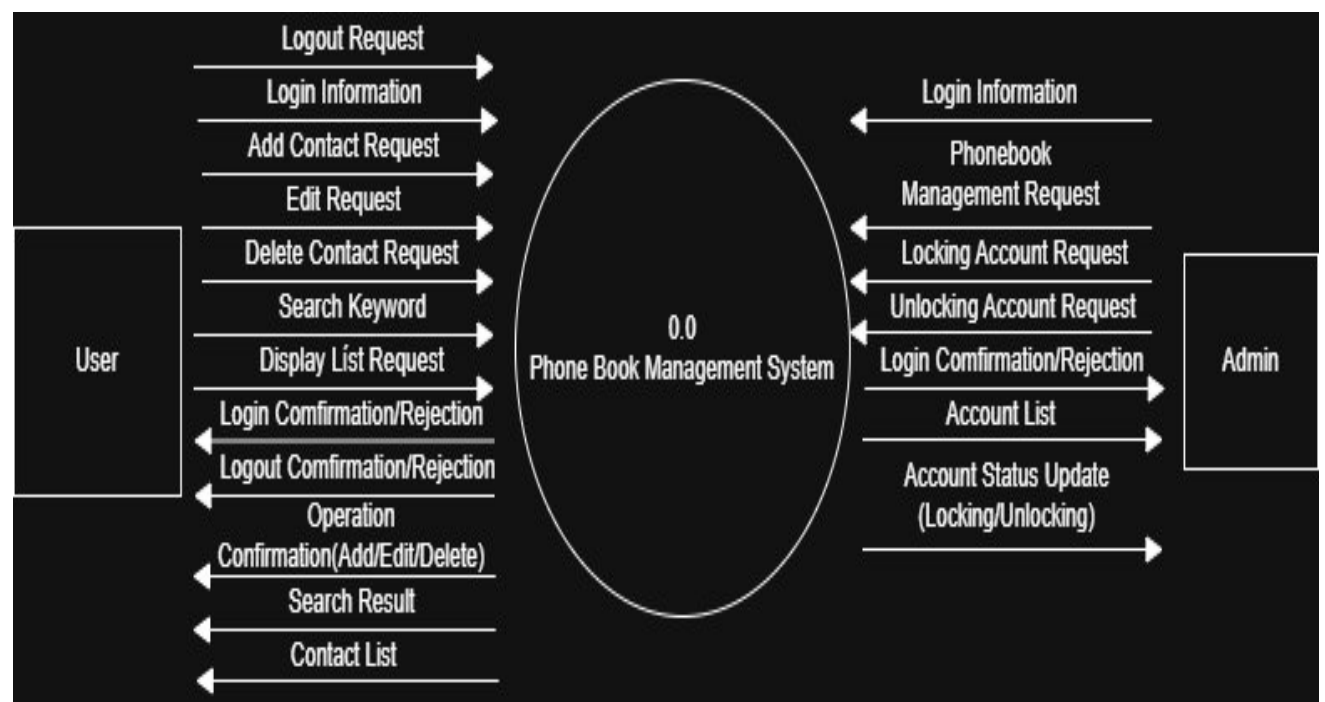 Logout Request
Login Information
Add Contact Request
Edit Request
Delete Contact Request
Search Keyword
Display Líst Request
Login Comfirmation/Rejection
Logout Comfirmation/Rejection
Operation
Confirmation(Add/Edit/Delete)
Search Result
Contact List
User
0.0
Phone Book Management System
Login Information
Phonebook
Management Request
Locking Account Request
Unlocking Account Request
Login Comfirmation/Rejection
Account List
Account Status Update
(Locking/Unlocking)
Admin